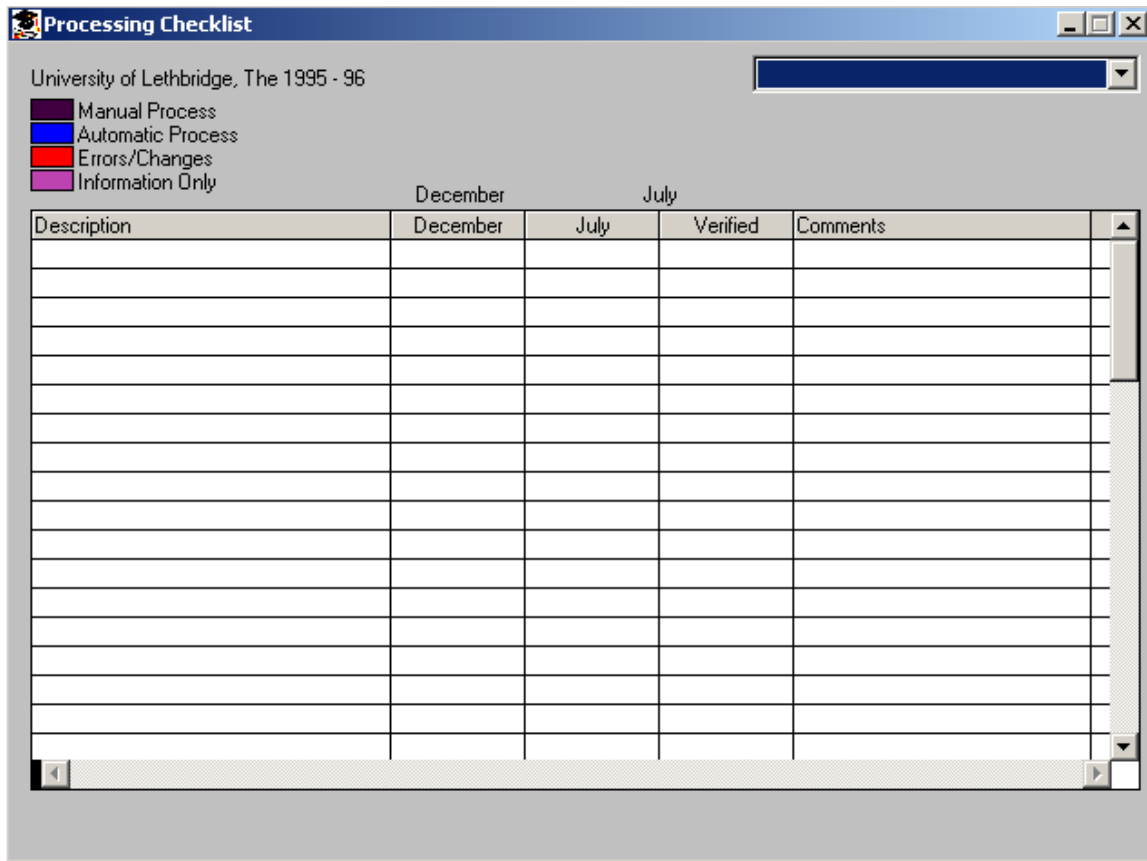 Processing Checklist
University of Lethbridge, The 1995 - 96
Manual Process
Automatic Process
Errors/Changes
Information Only
December July
Description December July Verified Comments